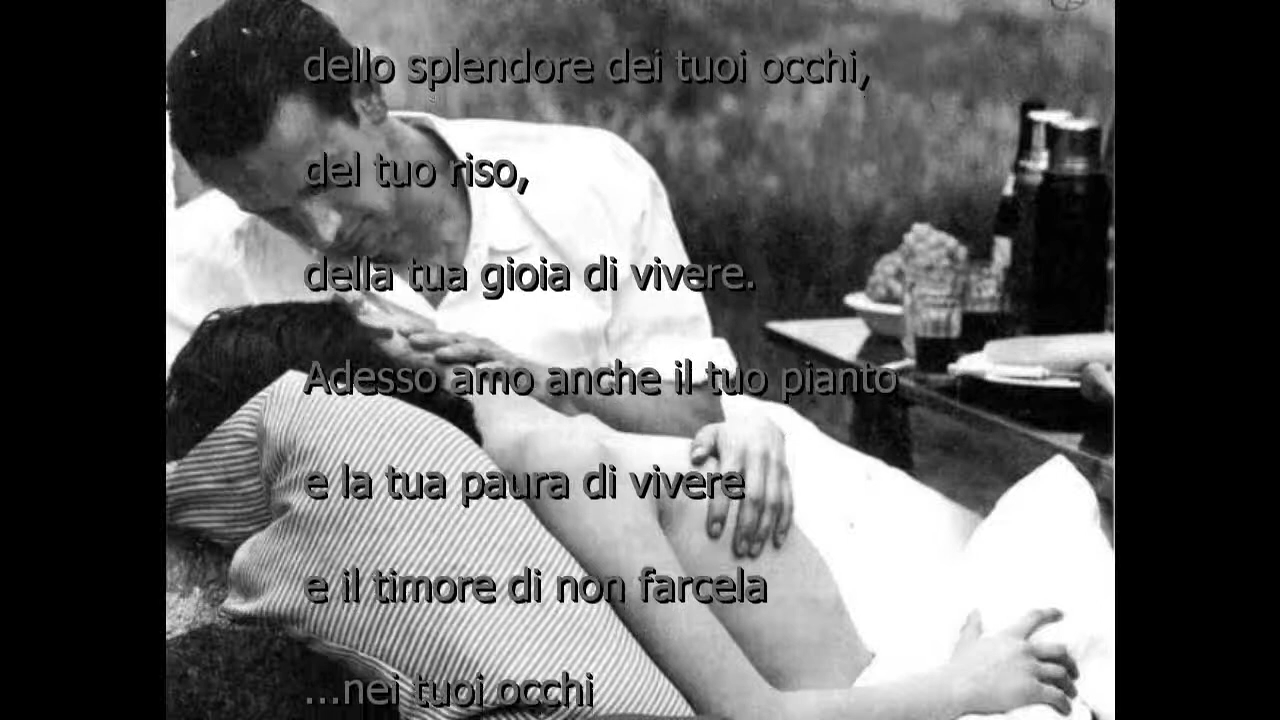 dello splendore dei tuoi occhi,
del tuo riso,
della tua gioia di vivere.
Adesso amo anche il tuo pianto
e la tua paura di vivere
e il timore di non farcela
...nei tuoi occhi